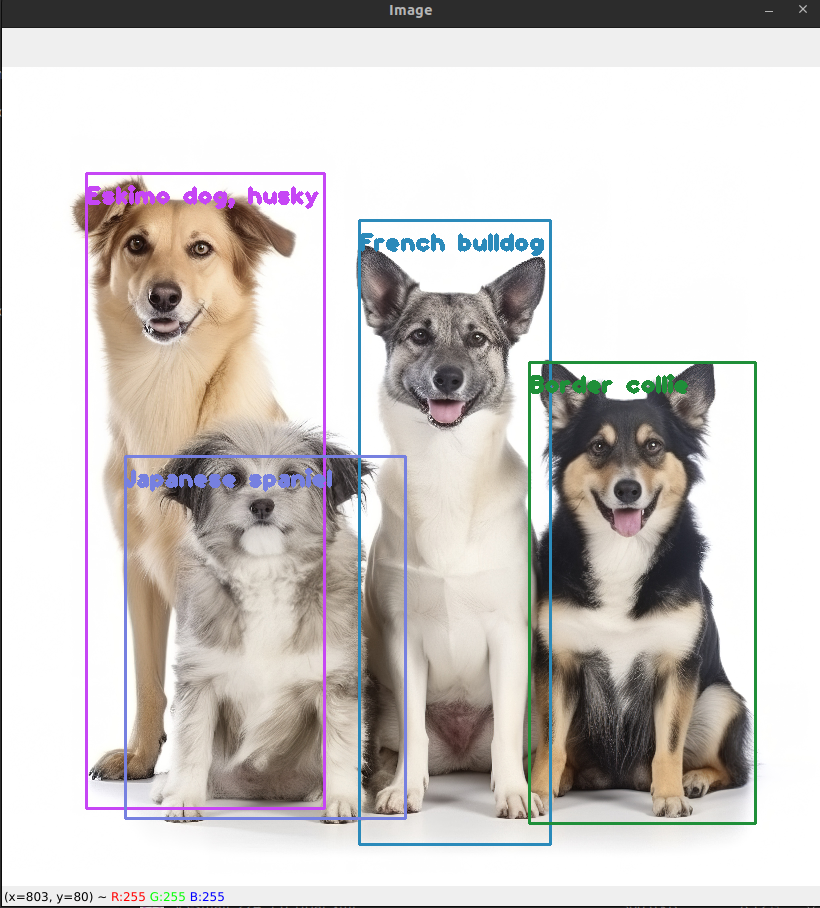 Image
Eskimo dog, husky
French bulldog
Border collie
Japanese spaniel
(x=803, y=80) ~ R:255 G:255 B:255